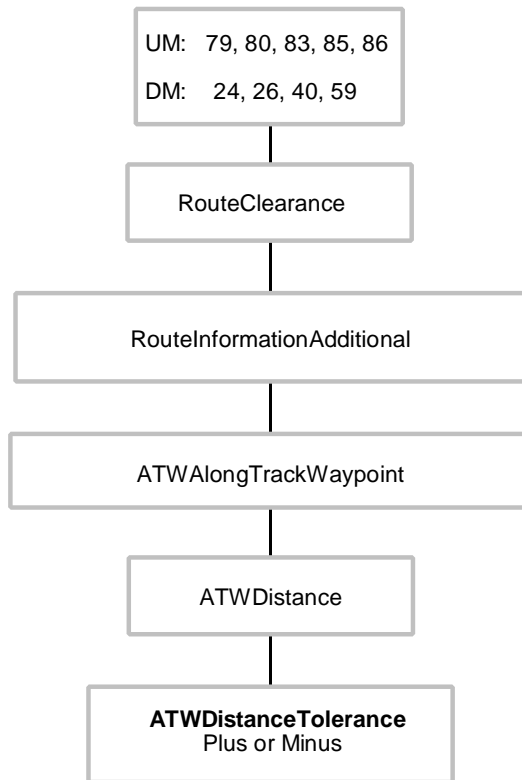 UM: 79, 80, 83, 85, 86
DM: 24, 26, 40, 59
RouteClearance
RouteInformationAdditional
ATWAlongTrackWaypoint
ATWDistance
ATWDistanceTolerance
Plus or Minus